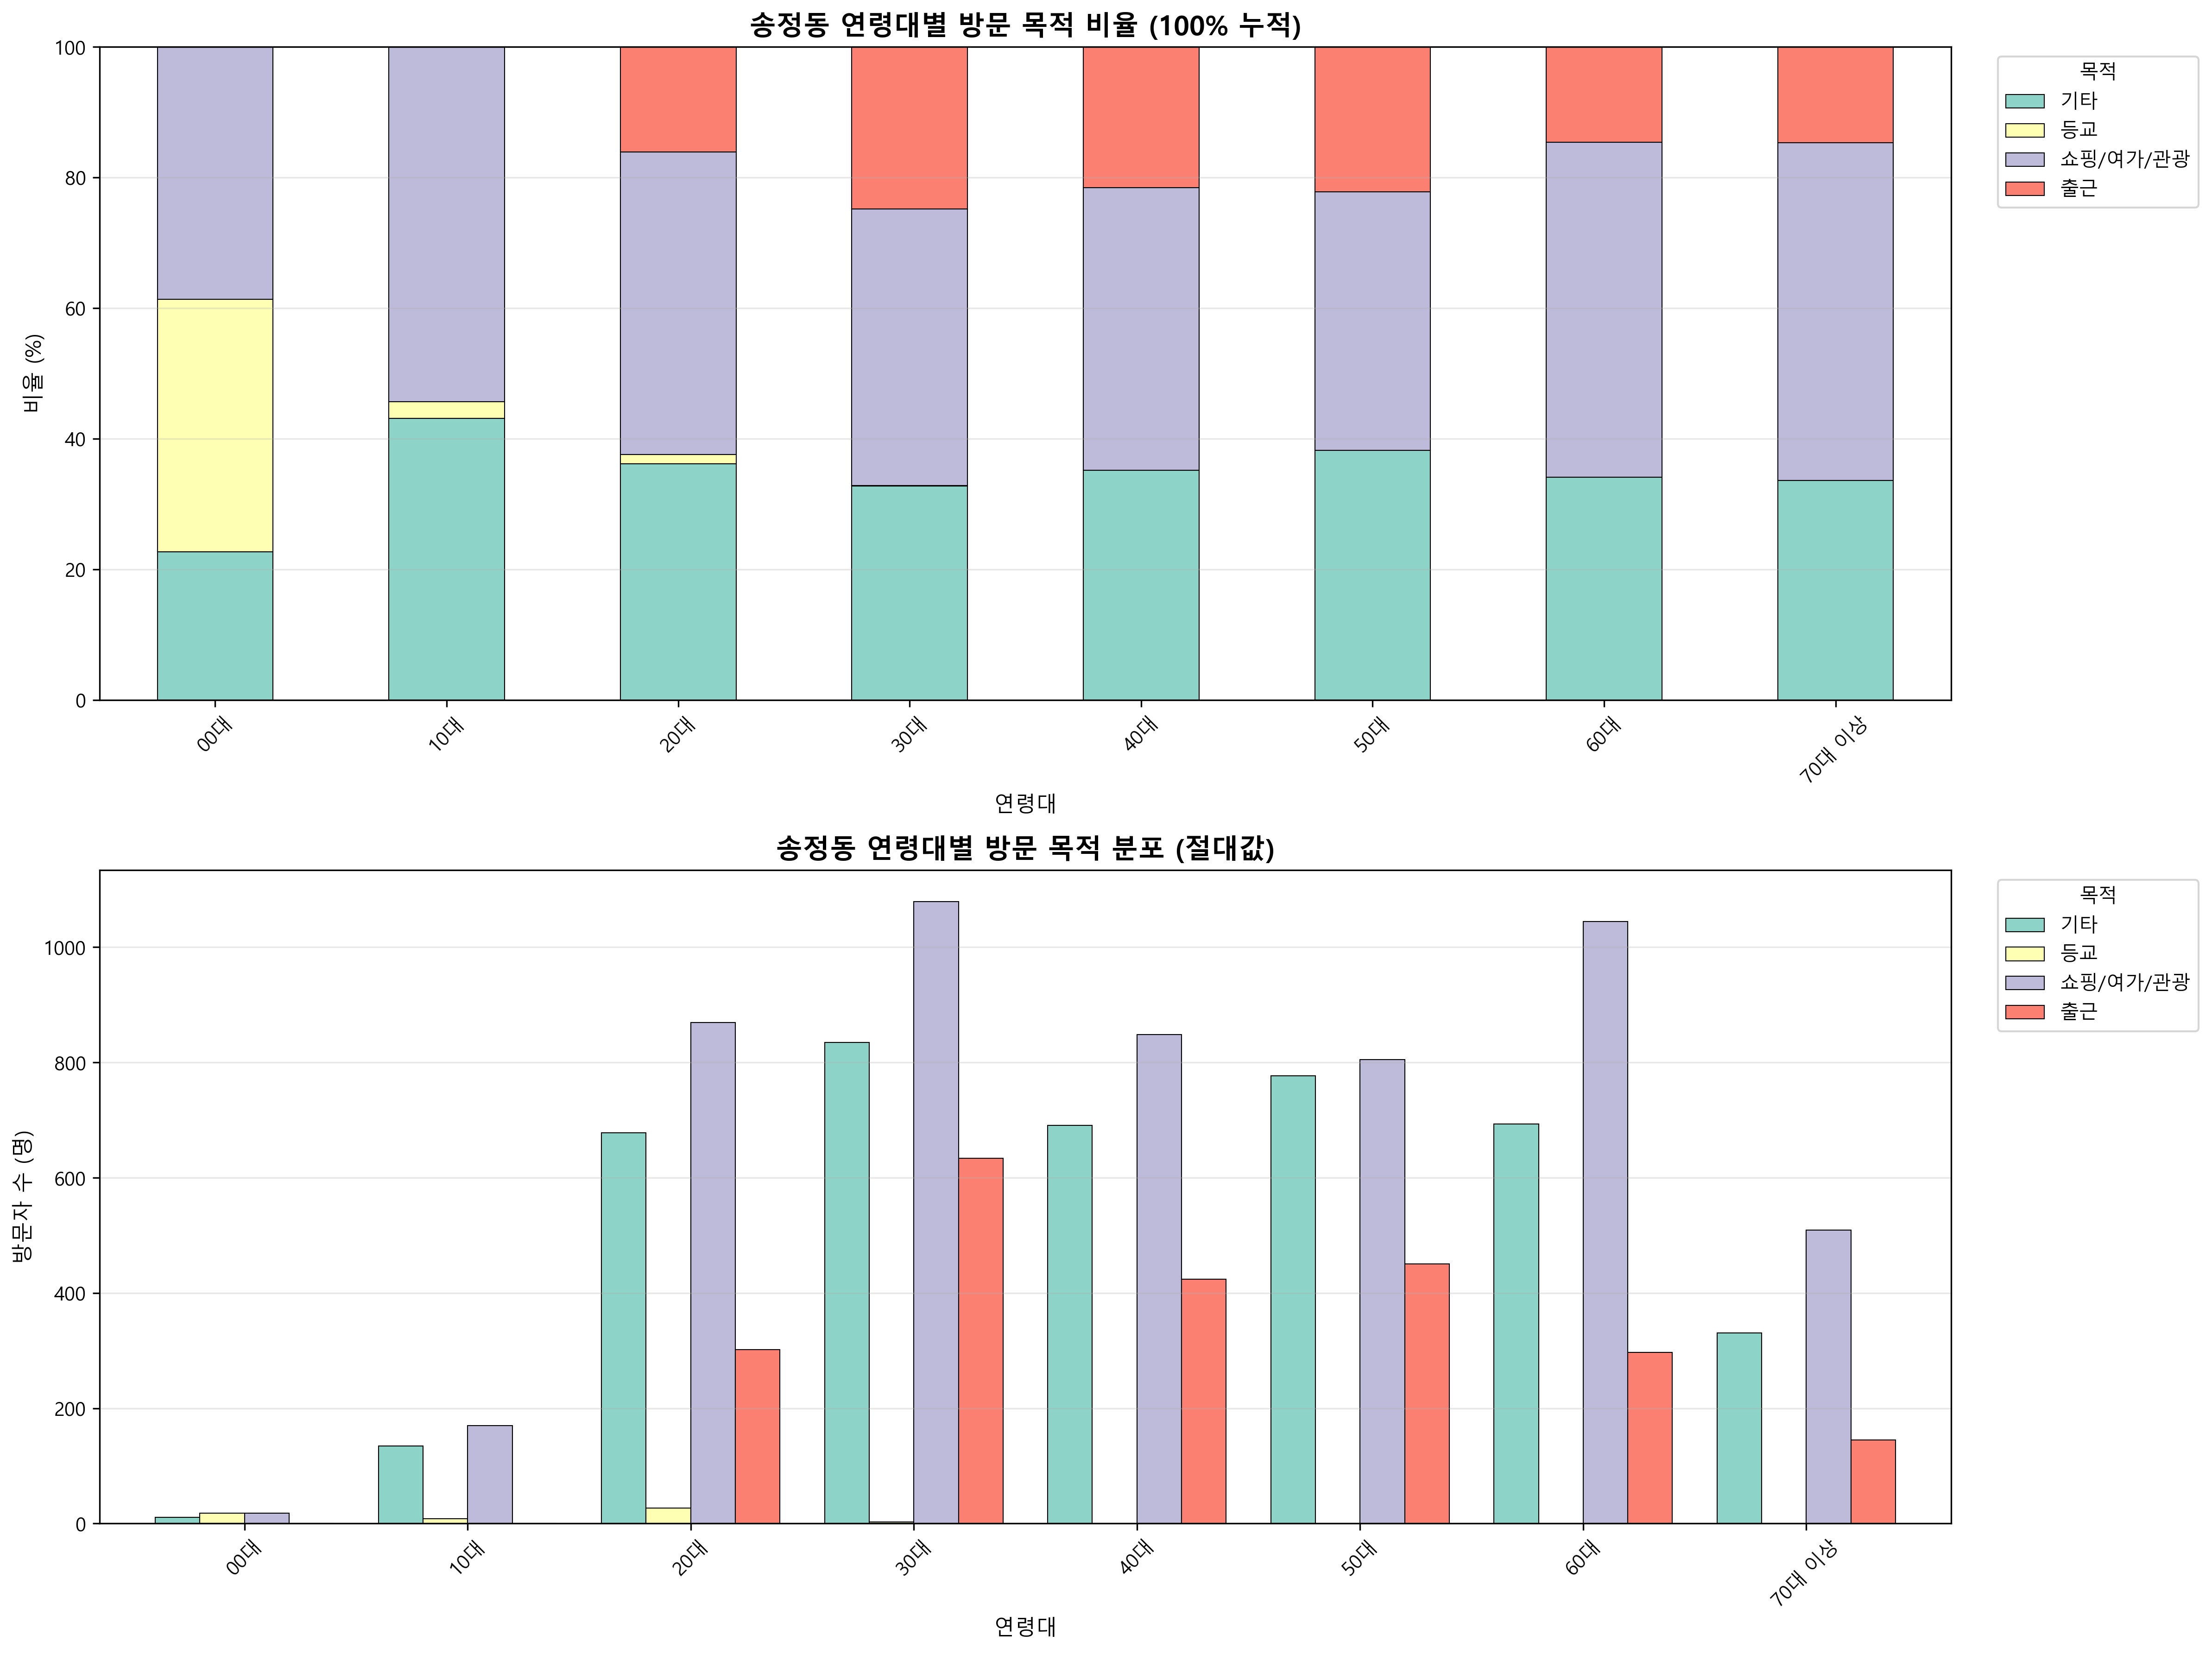 송정동 연령대별 방문 목적 비율 (100% 누적)
비율 (%)
100
80
60
40
20
0
00대
10대
20대
30대
40대
50대
60대
70대 이상
연령대
목적
기타
등교
쇼핑/여가/관광
출근
송정동 연령대별 방문 목적 분포 (절대값)
방문자 수 (명)
1000
800
600
400
200
0
00대
10대
20대
30대
40대
50대
60대
70대 이상
연령대
목적
기타
등교
쇼핑/여가/관광
출근